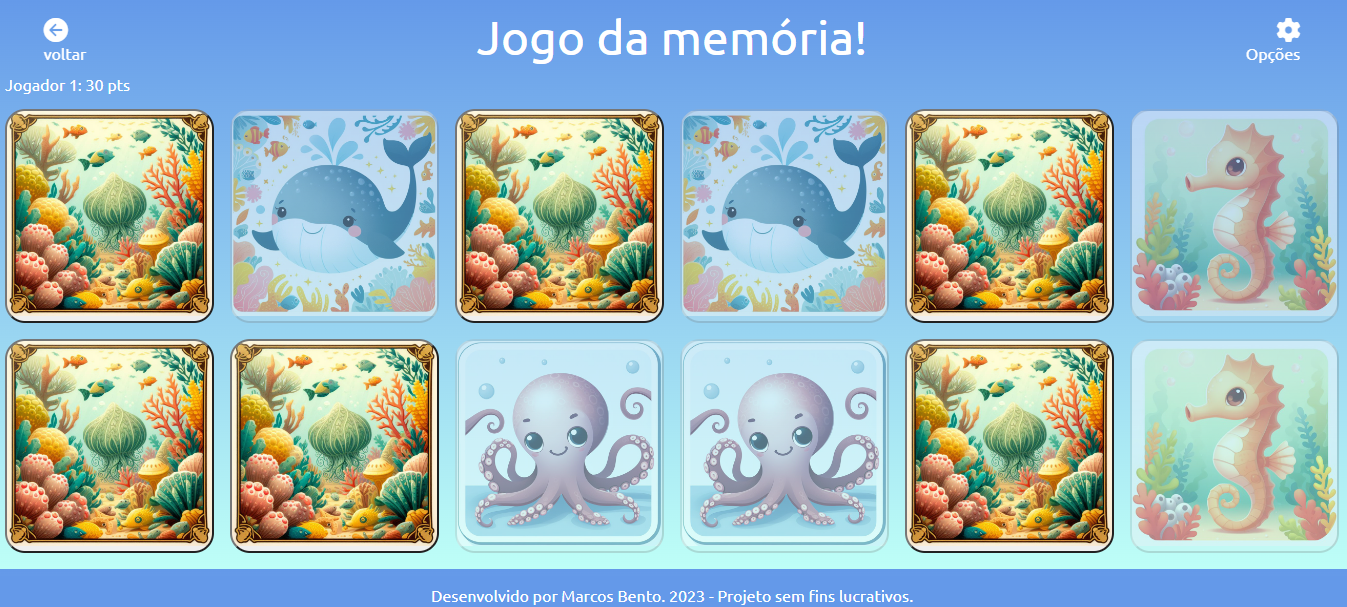 Jogo da memória!
voltar
Opções
Jogador 1: 30 pts
Desenvolvido por Marcos Bento. 2023 - Projeto sem fins lucrativos.